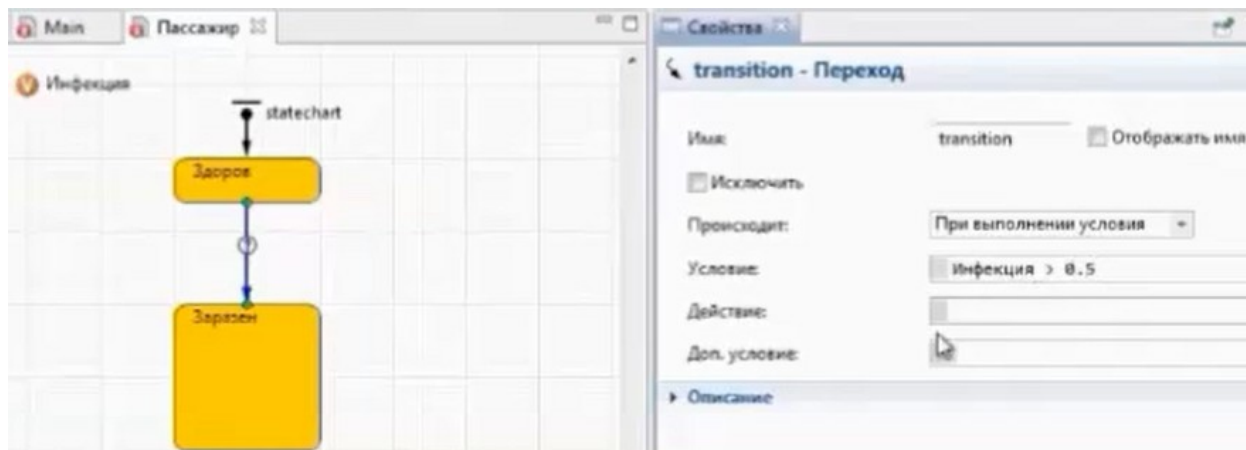 Main
Пассажир
Свойства
transition - Переход
Инфекция
statechart
Имя:
transition
Отображать имя
Здоров
Исключить
Происходит:
При выполнении условия
Условие:
Инфекция > 0.5
Заразен
Действие:
Доп. условие:
Описание